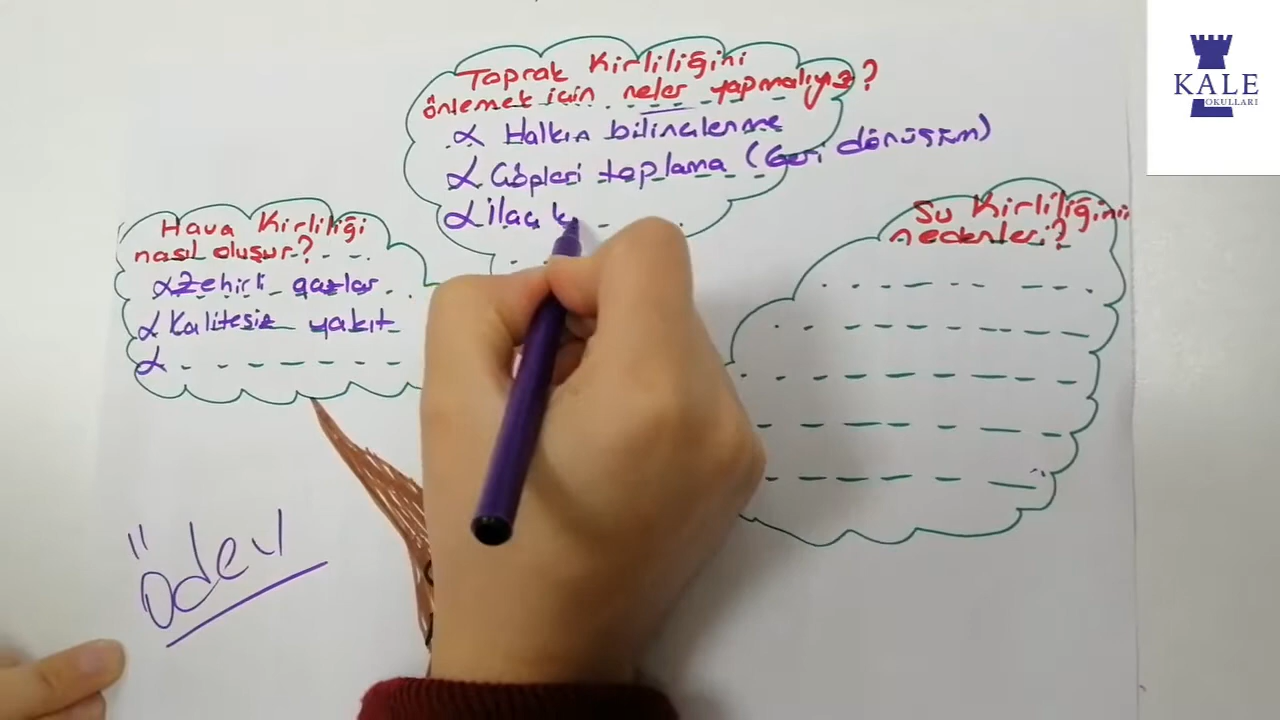 Toprak Kirliliğini
önlemek için neler yapmalıyız?
α Halkın bilinçlenme
α Çöpleri toplama (Geri dönüşüm)
α İlaç k
Hava Kirliliği
nasıl oluşur?
α Zehirli gazlar
α Kalitesiz yakıt
α
Su Kirliliğinin
nedenleri?
"Ödev
KALE
OKULLARI